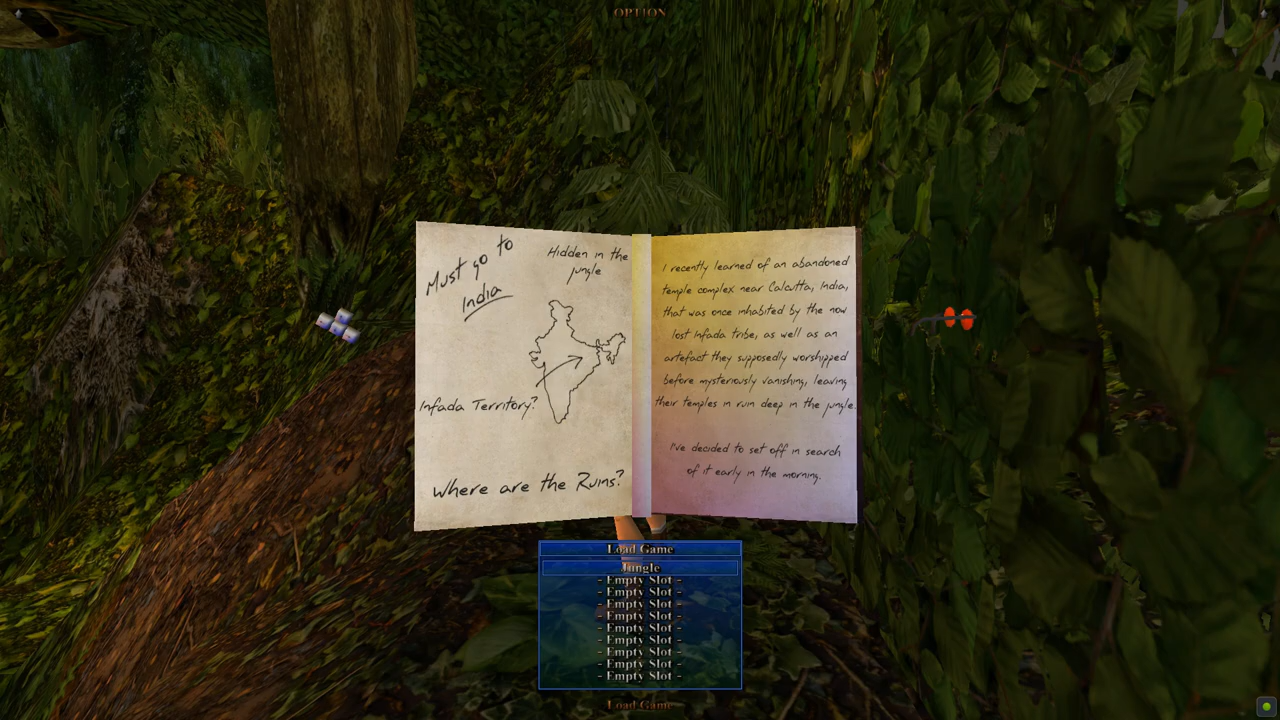 OPTION
Must go to
India
Hidden in the
jungle
Infada Territory?
Where are the Ruins?
I recently learned of an abandoned
temple complex near Calcutta, India,
that was once inhabited by the now
lost Infada tribe, as well as an
artefact they supposedly worshipped
before mysteriously vanishing, leaving
their temples in ruin deep in the jungle.
I've decided to set off in search
of it early in the morning.
Load Game
Jungle
- Empty Slot -
- Empty Slot -
- Empty Slot -
- Empty Slot -
- Empty Slot -
- Empty Slot -
- Empty Slot -
- Empty Slot -
- Empty Slot -
Load Game